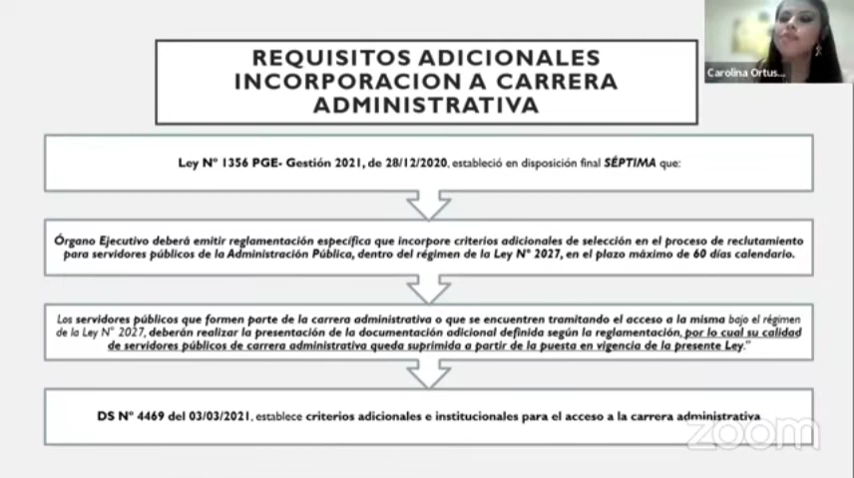 REQUISITOS ADICIONALES
INCORPORACION A CARRERA
ADMINISTRATIVA
Carolina Ortus...
Ley N° 1356 PGE- Gestión 2021, de 28/12/2020, estableció en disposición final SÉPTIMA que:
Órgano Ejecutivo deberá emitir reglamentación específica que incorpore criterios adicionales de selección en el proceso de reclutamiento
para servidores públicos de la Administración Pública, dentro del régimen de la Ley N° 2027, en el plazo máximo de 60 días calendario.
Los servidores públicos que formen parte de la carrera administrativa o que se encuentren tramitando el acceso a la misma bajo el régimen
de la Ley N° 2027, deberán realizar la presentación de la documentación adicional definida según la reglamentación, por lo cual su calidad
de servidores públicos de carrera administrativa queda suprimida a partir de la puesta en vigencia de la presente Ley."
DS N° 4469 del 03/03/2021, establece criterios adicionales e institucionales para el acceso a la carrera administrativa
zoom